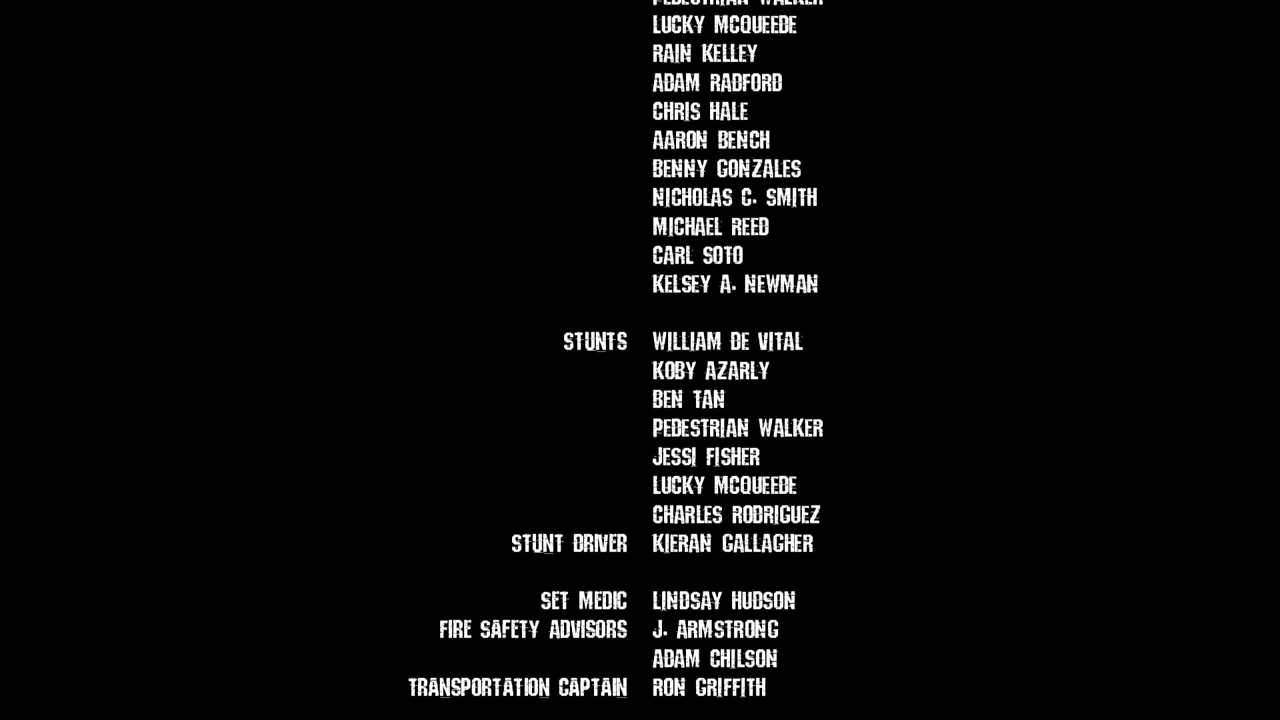 PEDESTRIAN WALKER
LUCKY MCQUEEDE
RAIN KELLEY
ADAM RADFORD
CHRIS HALE
AARON BENCH
BENNY GONZALES
NICHOLAS C. SMITH
MICHAEL REED
CARL SOTO
KELSEY A. NEWMAN
STUNTS WILLIAM DE VITAL
KOBY AZARLY
BEN TAN
PEDESTRIAN WALKER
JESSI FISHER
LUCKY MCQUEEDE
CHARLES RODRIGUEZ
STUNT DRIVER KIERAN GALLAGHER
SET MEDIC LINDSAY HUDSON
FIRE SAFETY ADVISORS J. ARMSTRONG
ADAM CHILSON
TRANSPORTATION CAPTAIN RON GRIFFITH